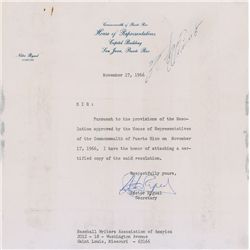 Commonwealth of Puerto Rico
House of Representatives
Capitol Building
San Juan, Puerto Rico
November 27, 1966
S I R :
Pursuant to the provisions of the Reso-
lution approved by the House of Representatives
of the Commonwealth of Puerto Rico on November
17, 1966, I have the honor of attaching a cer-
tified copy of the said resolution.
Respectfully yours,
Secretary
Baseball Writers Association of America
Washington Avenue
Saint Louis, Missouri - 63166